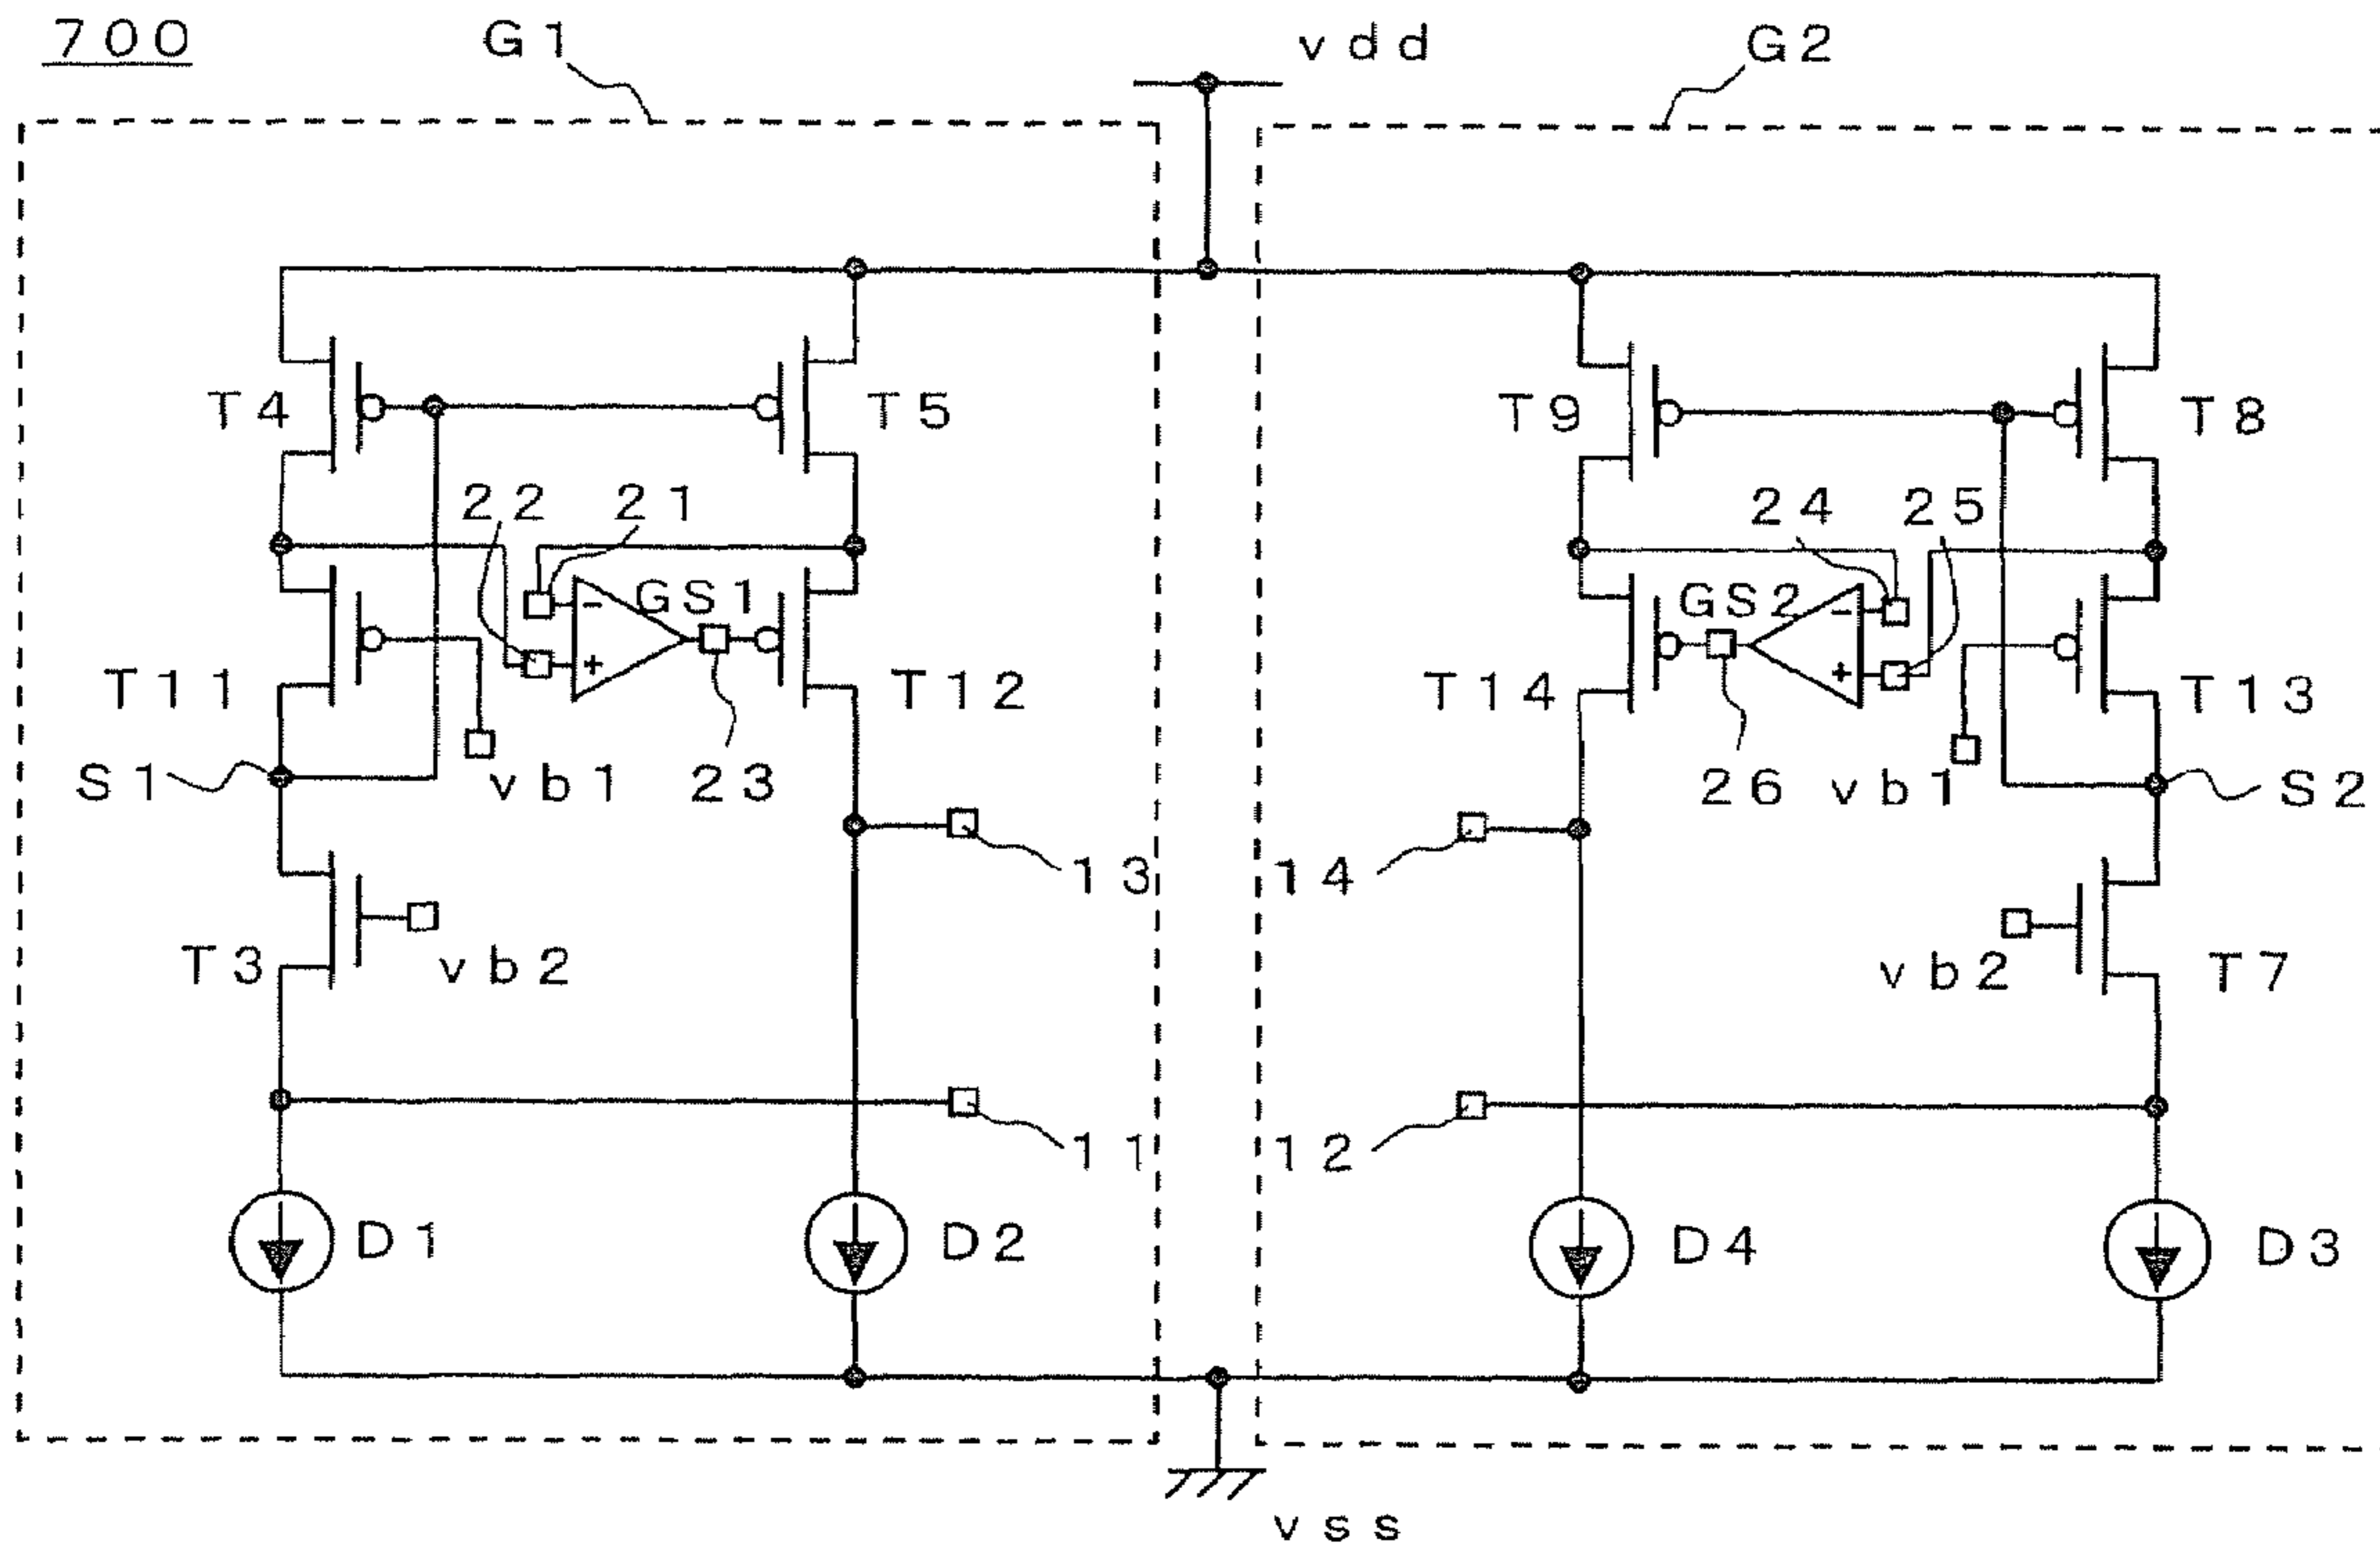 700 G1 vdd G2
T4 T5 T9 T8
22 21 24 25
GS1 GS2
- -
+ +
T11 T12 T14 T13
S1 vb1 23 26 vb1 S2
13 14
T3 vb2 vb2 T7
11 12
D1 D2 D4 D3
vss